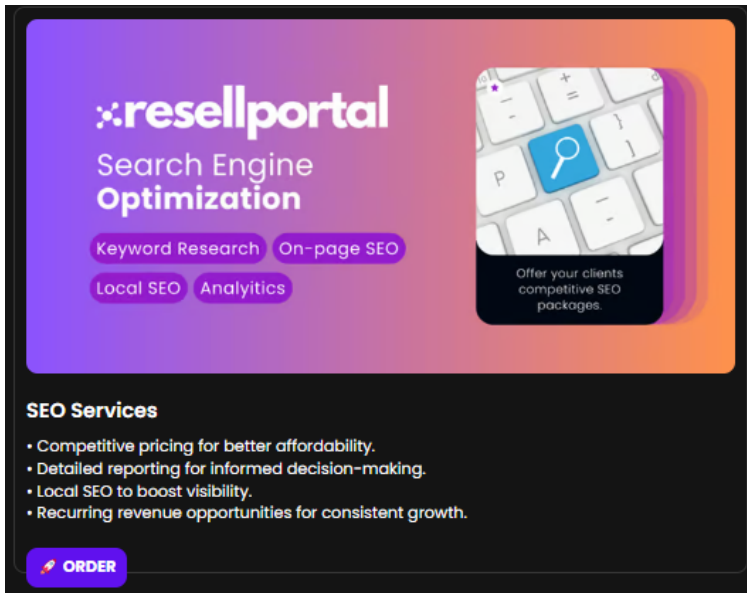 resellportal
Search Engine
Optimization
Keyword Research On-page SEO
Local SEO Analyitics
P
A
+
=
-
}
}
-
Offer your clients
competitive SEO
packages.
SEO Services
• Competitive pricing for better affordability.
• Detailed reporting for informed decision-making.
• Local SEO to boost visibility.
• Recurring revenue opportunities for consistent growth.
🚀 ORDER